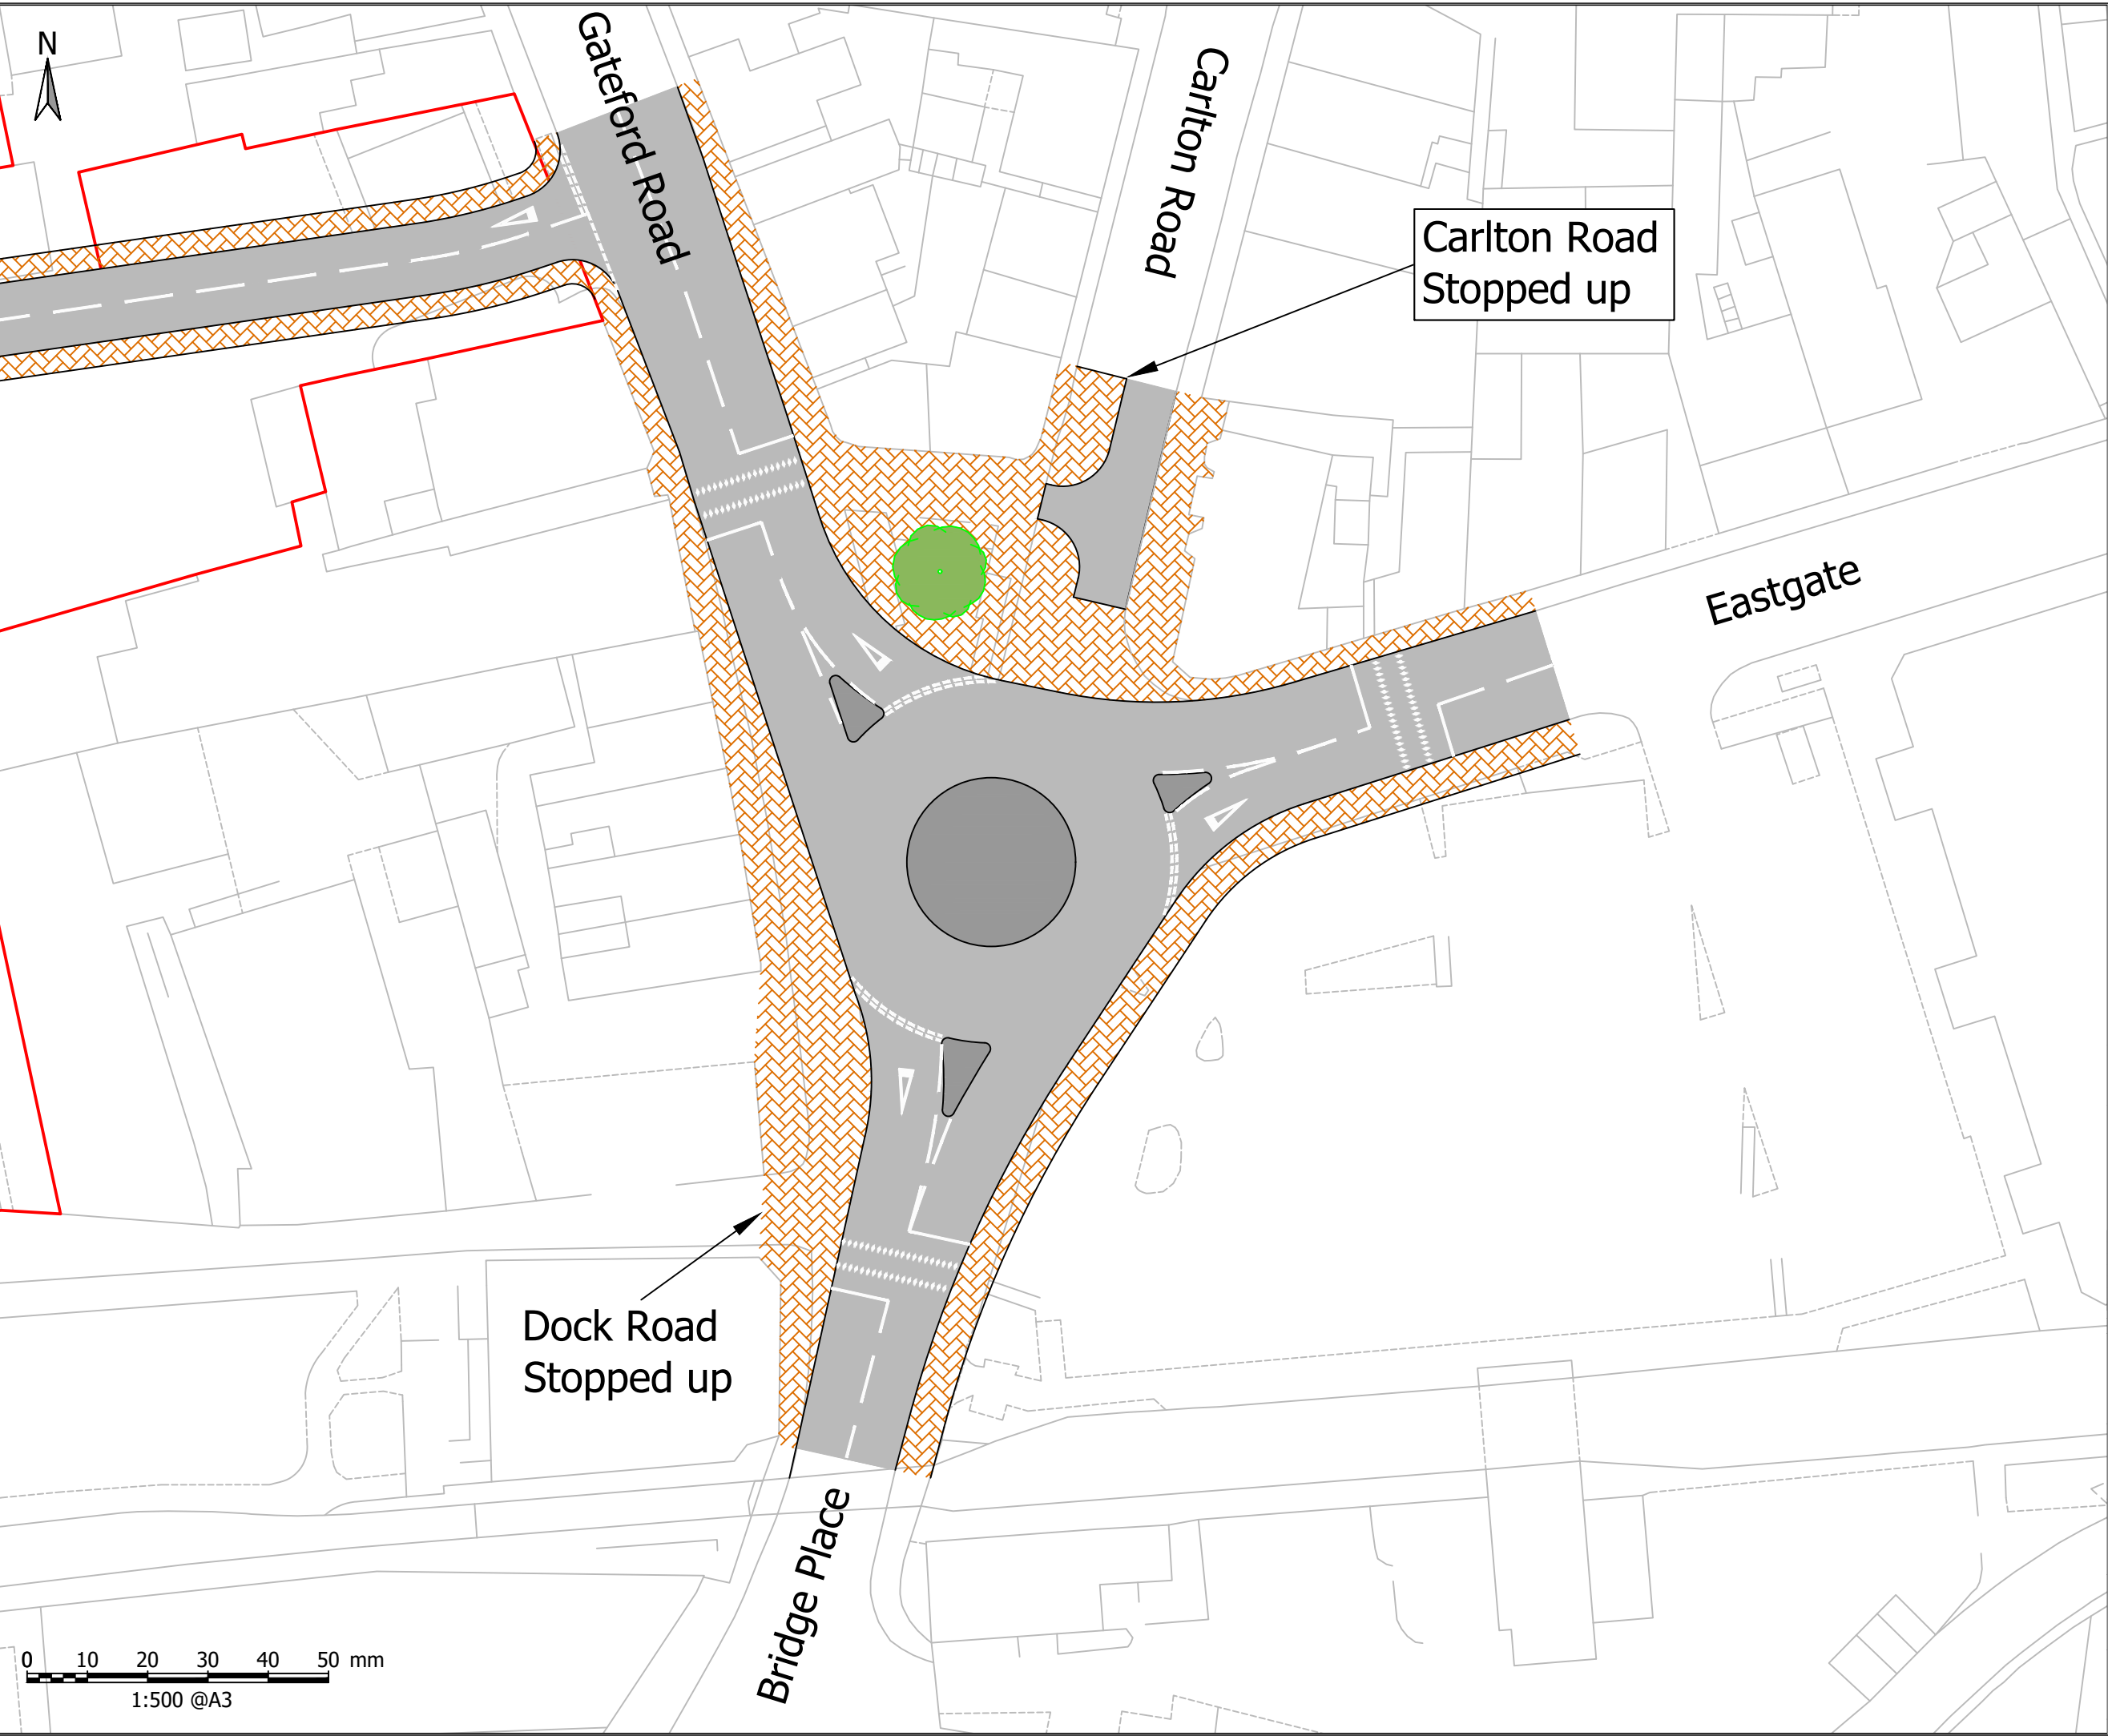 N
Gateford Road
Carlton Road
Carlton Road
Stopped up
Eastgate
Dock Road
Stopped up
Bridge Place
0 10 20 30 40 50 mm
1:500 @A3